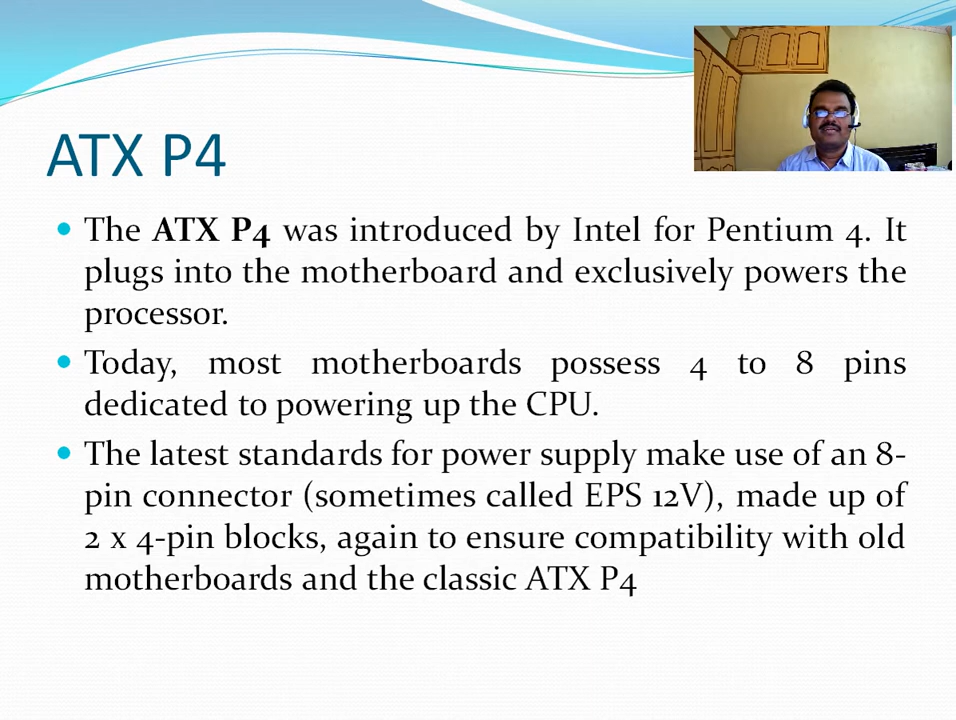 ATX P4
The ATX P4 was introduced by Intel for Pentium 4. It
plugs into the motherboard and exclusively powers the
processor.
Today, most motherboards possess 4 to 8 pins
dedicated to powering up the CPU.
The latest standards for power supply make use of an 8-
pin connector (sometimes called EPS 12V), made up of
2 x 4-pin blocks, again to ensure compatibility with old
motherboards and the classic ATX P4